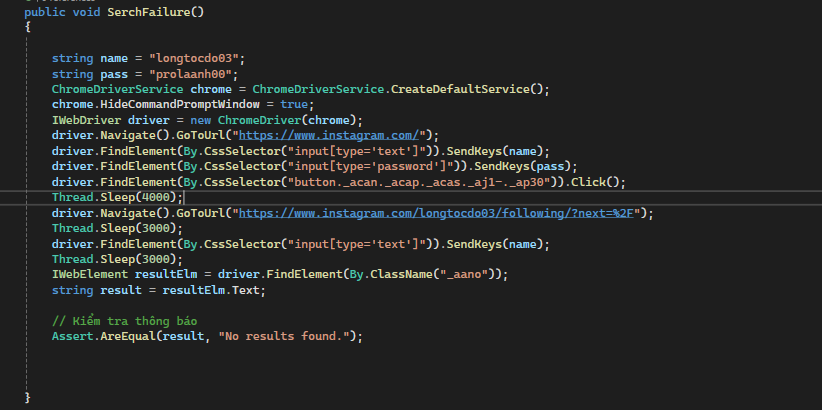 public void SerchFailure()
{
string name = "longtocdo03";
string pass = "prolaanh00";
ChromeDriverService chrome = ChromeDriverService.CreateDefaultService();
chrome.HideCommandPromptWindow = true;
IWebDriver driver = new ChromeDriver(chrome);
driver.Navigate().GoToUrl("https://www.instagram.com/");
driver.FindElement(By.CssSelector("input[type='text']")).SendKeys(name);
driver.FindElement(By.CssSelector("input[type='password']")).SendKeys(pass);
driver.FindElement(By.CssSelector("button._acan._acap._acas._aj1-._ap30")).Click();
Thread.Sleep(4000);
driver.Navigate().GoToUrl("https://www.instagram.com/longtocdo03/following/?next=%2F");
Thread.Sleep(3000);
driver.FindElement(By.CssSelector("input[type='text']")).SendKeys(name);
Thread.Sleep(3000);
IWebElement resultElm = driver.FindElement(By.ClassName("_aano"));
string result = resultElm.Text;
// Kiểm tra thông báo
Assert.AreEqual(result, "No results found.");
}